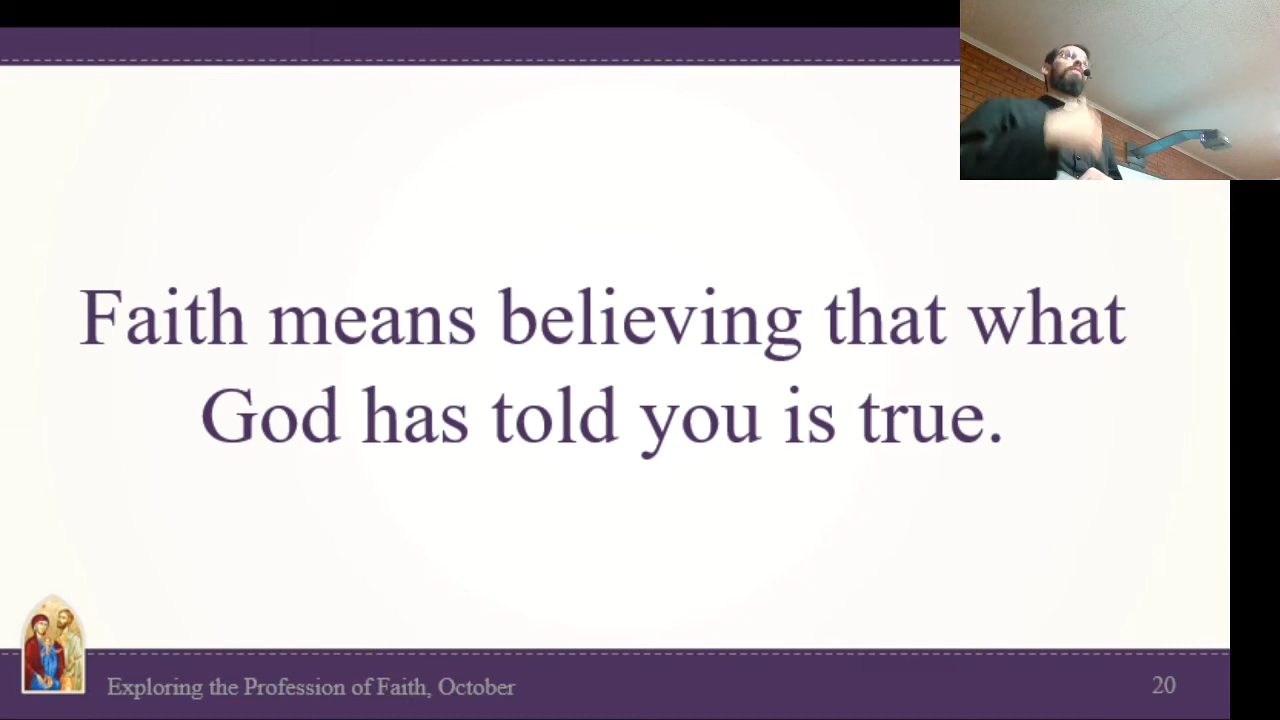 Faith means believing that what
God has told you is true.
Exploring the Profession of Faith, October
20